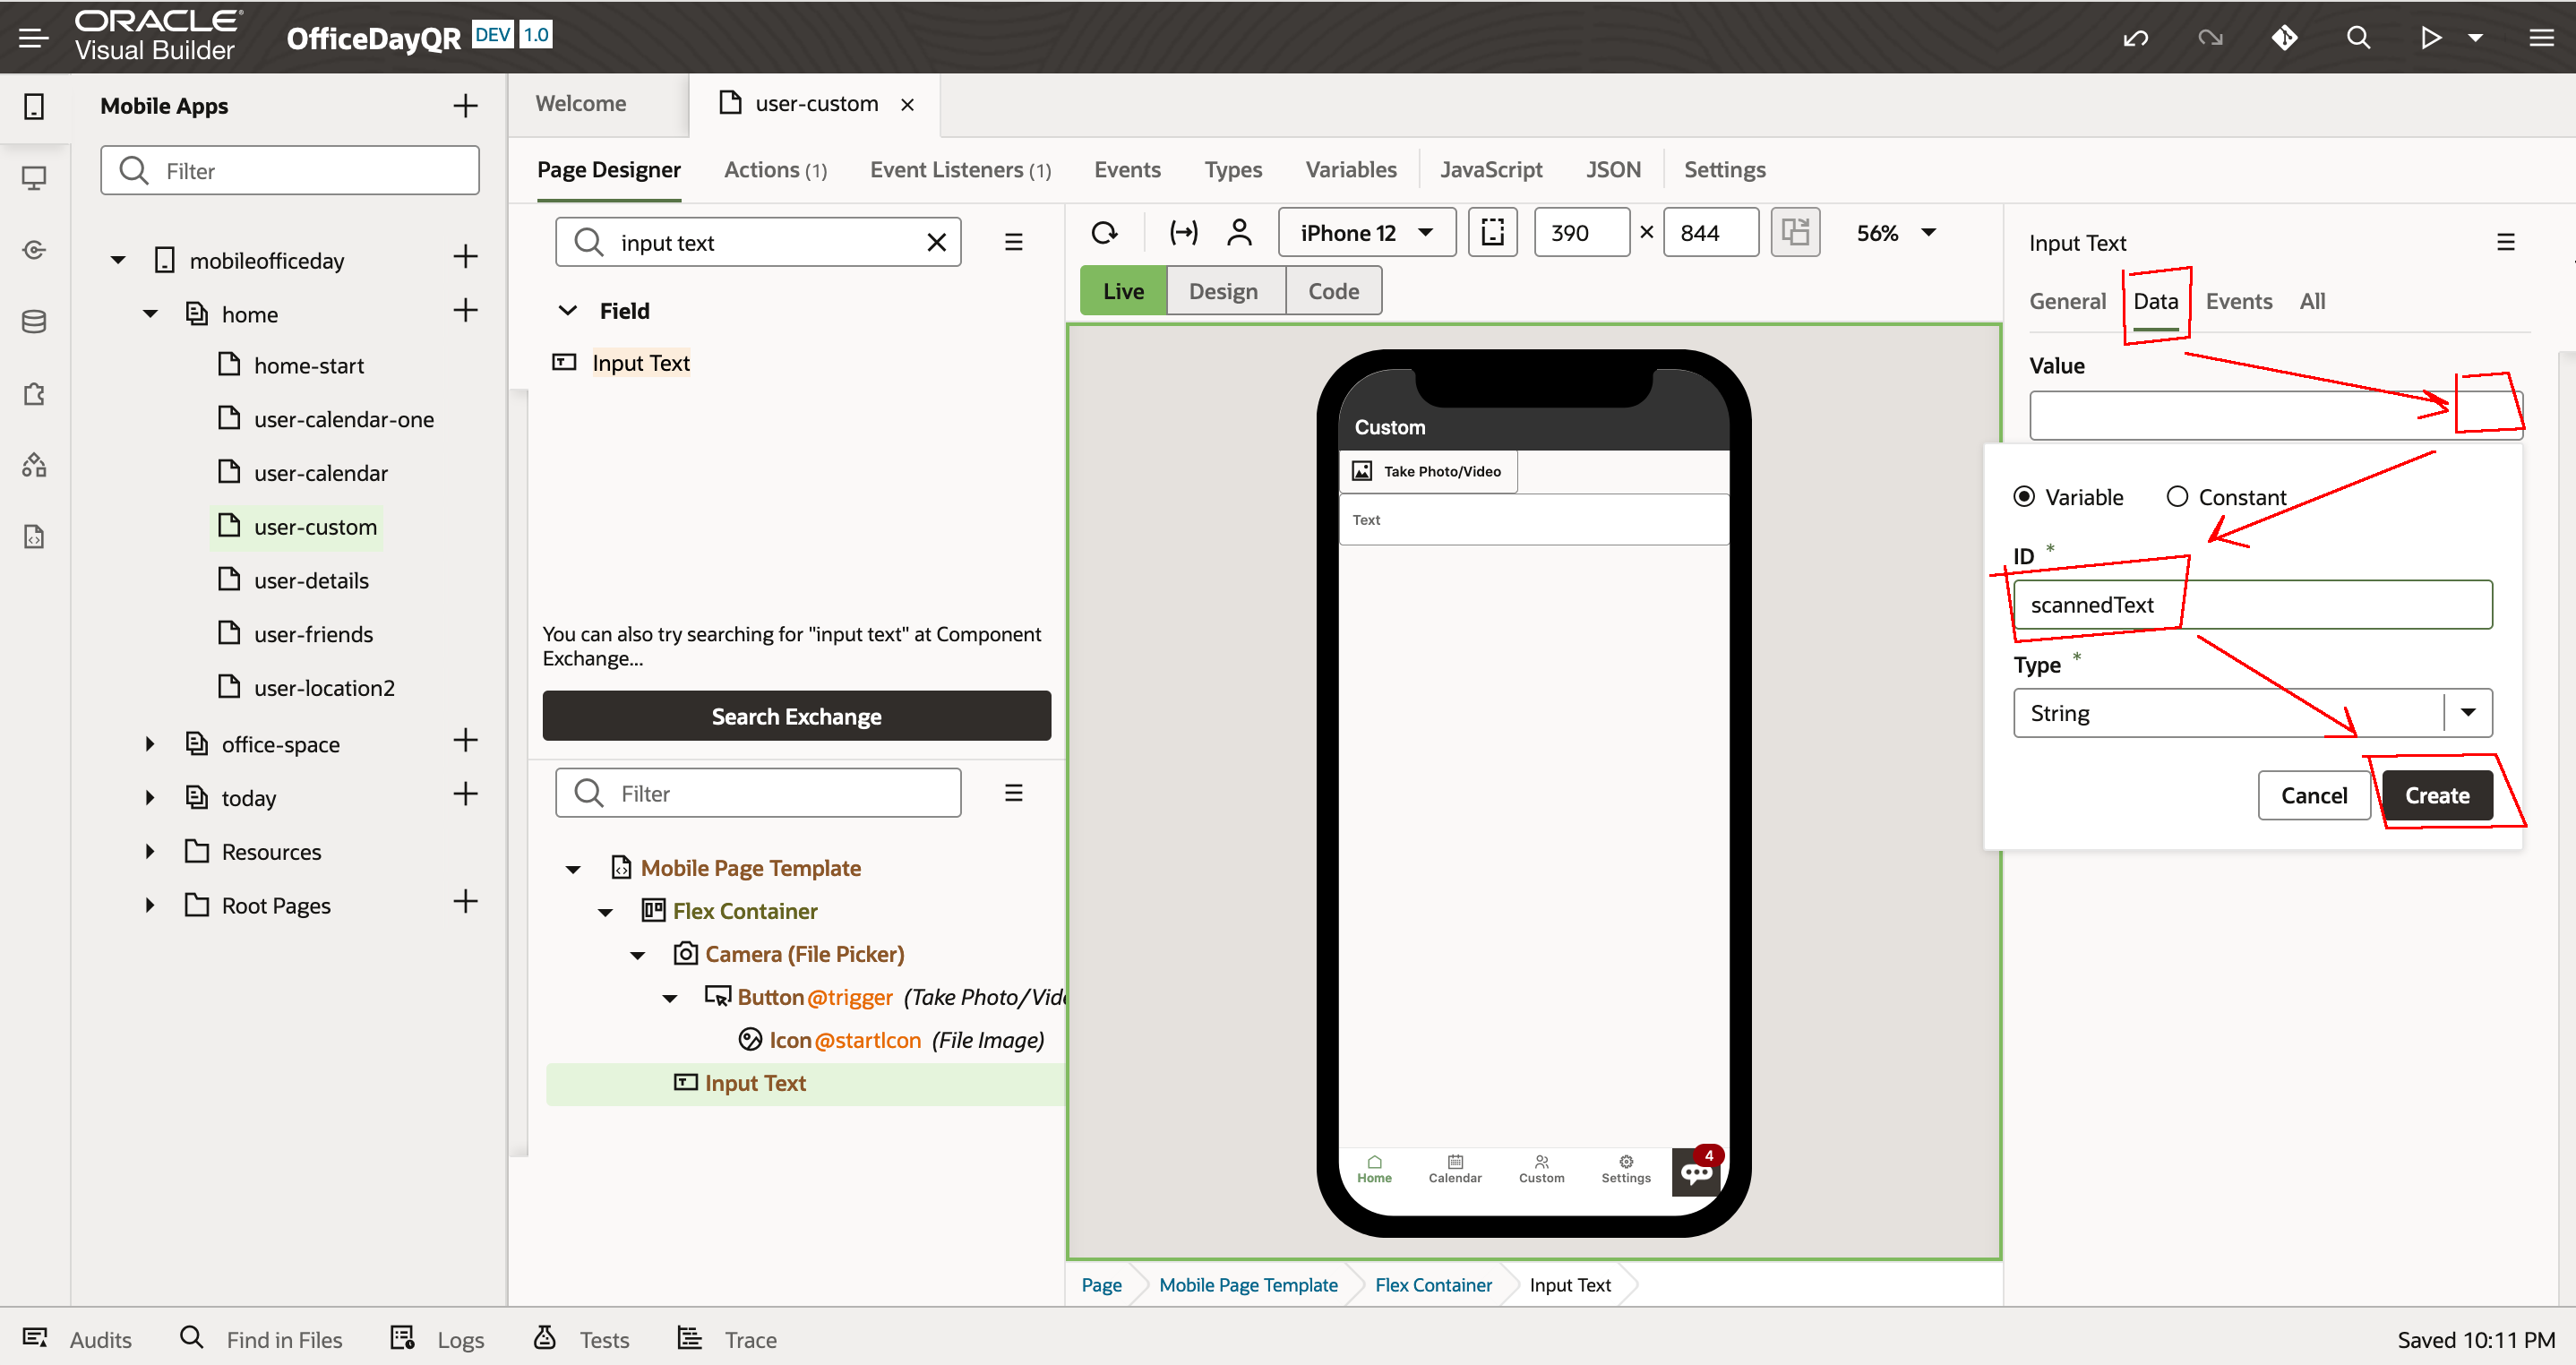 ORACLE®
Visual Builder
OfficeDayQR DEV 1.0
Mobile Apps
Filter
mobileofficeday
home
home-start
user-calendar-one
user-calendar
user-custom
user-details
user-friends
user-location2
office-space
today
Resources
Root Pages
Welcome
user-custom
Page Designer Actions (1) Event Listeners (1) Events Types Variables JavaScript JSON Settings
input text
Field
Input Text
You can also try searching for "input text" at Component
Exchange...
Search Exchange
Filter
Mobile Page Template
Flex Container
Camera (File Picker)
Button@trigger (Take Photo/Vide
Icon@startIcon (File Image)
Input Text
iPhone 12 390 × 844 56%
Live Design Code
Custom
Take Photo/Video
Text
Home Calendar Custom Settings 4
Page Mobile Page Template Flex Container Input Text
Input Text
General Data Events All
Value
Variable Constant
ID *
scannedText
Type *
String
Cancel Create
Audits Find in Files Logs Tests Trace
Saved 10:11 PM